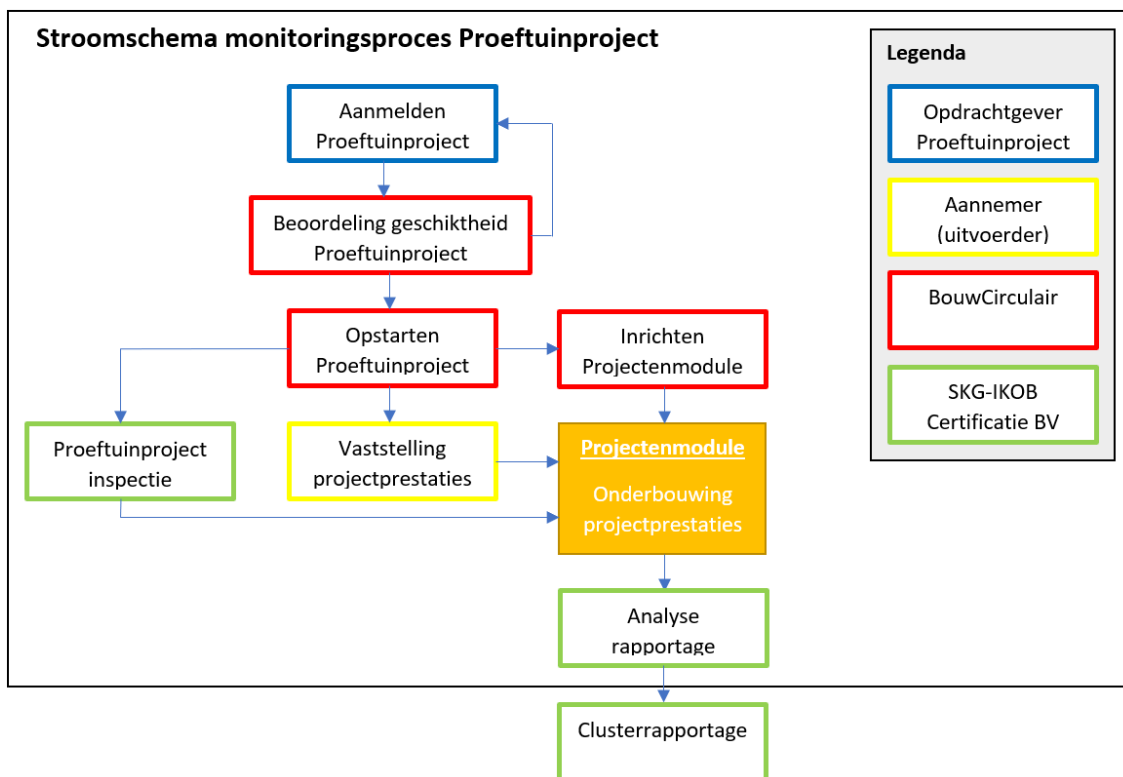 Stroomschema monitoringsproces Proeftuinproject
Aanmelden
Proeftuinproject
Beoordeling geschiktheid
Proeftuinproject
Opstarten
Proeftuinproject
Inrichten
Projectenmodule
Proeftuinproject
inspectie
Vaststelling
projectprestaties
Projectenmodule
Onderbouwing
projectprestaties
Analyse
rapportage
Clusterrapportage
Legenda
Opdrachtgever
Proeftuinproject
Aannemer
(uitvoerder)
BouwCirculair
SKG-IKOB
Certificatie BV